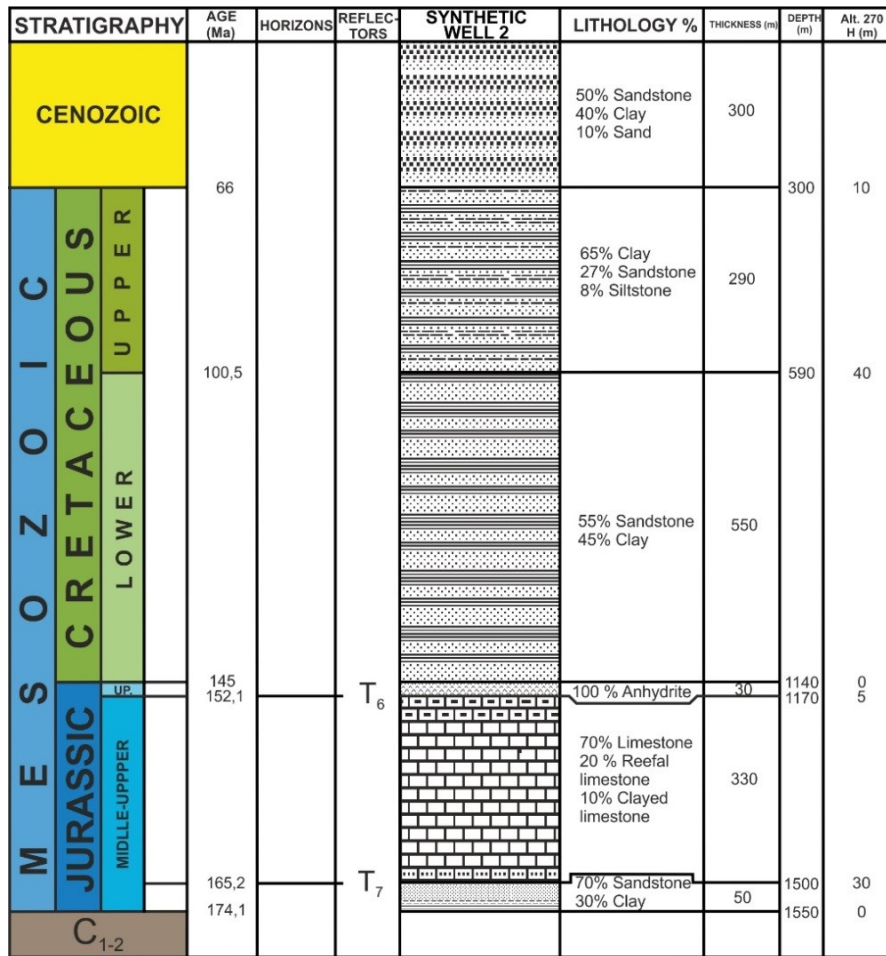 STRATIGRAPHY
AGE
(Ma)
HORIZONS
REFLEC-
TORS
SYNTHETIC
WELL 2
LITHOLOGY %
THICKNESS (m)
DEPTH
(m)
Alt. 270
H (m)
CENOZOIC
50% Sandstone
40% Clay
10% Sand
300
66
300
10
MESOZOIC
CRETACEOUS
UPPER
65% Clay
27% Sandstone
8% Siltstone
290
100,5
590
40
LOWER
55% Sandstone
45% Clay
550
145
1140
0
JURASSIC
UP.
100 % Anhydrite
30
152,1
T6
1170
5
MIDLLE-UPPPER
70% Limestone
20 % Reefal
limestone
10% Clayed
limestone
330
165,2
T7
1500
30
70% Sandstone
30% Clay
50
174,1
1550
0
C1-2